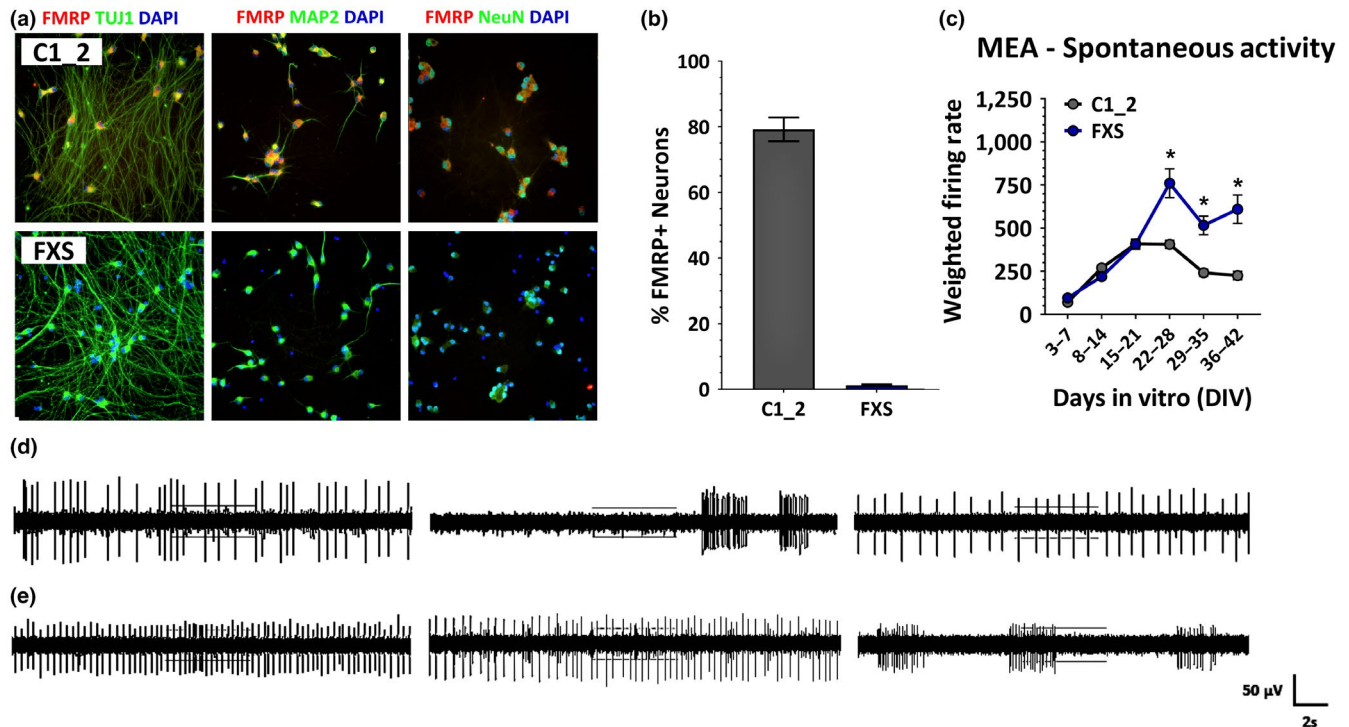 (a)
FMRP TUJ1 DAPI
FMRP MAP2 DAPI
FMRP NeuN DAPI
C1_2
FXS
(b)
% FMRP+ Neurons
100
80
60
40
20
0
C1_2
FXS
(c)
MEA - Spontaneous activity
C1_2
FXS
Weighted firing rate
1,250
1,000
750
500
250
0
*
*
*
3–7
8–14
15–21
22–28
29–35
36–42
Days in vitro (DIV)
(d)
(e)
50 µV
2s